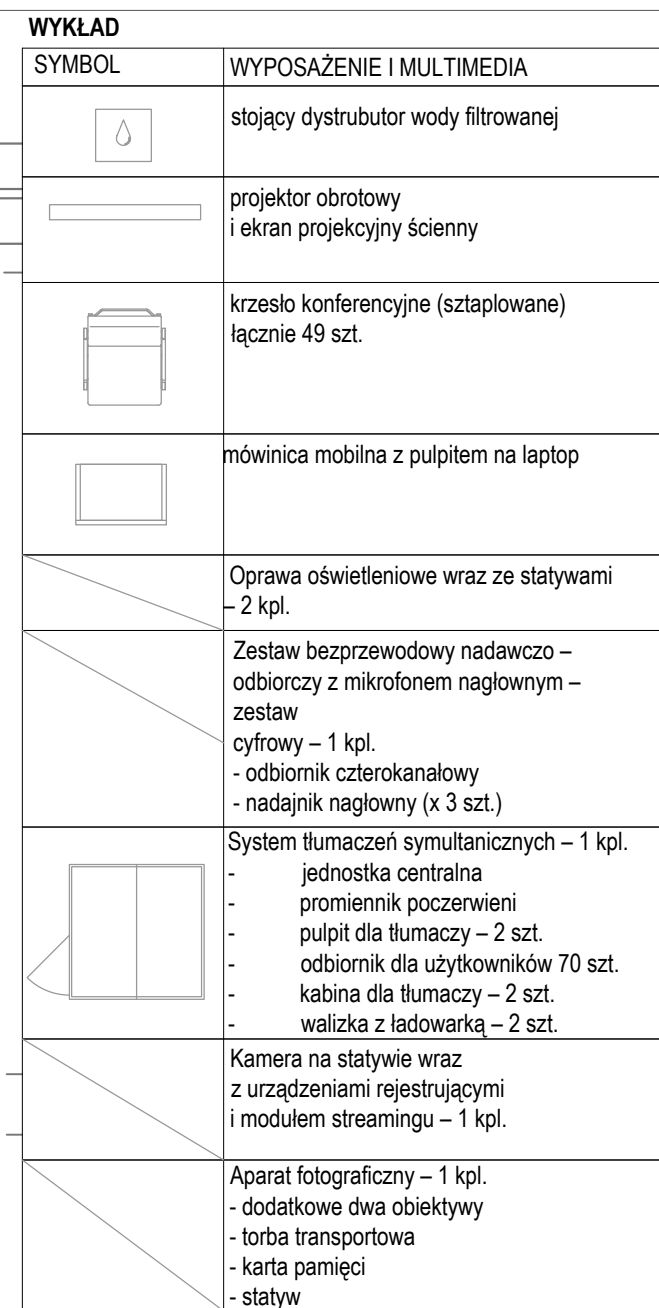 WYKŁAD
SYMBOL
WYPOSAŻENIE I MULTIMEDIA
stojący dystrubutor wody filtrowanej
projektor obrotowy
i ekran projekcyjny ścienny
krzesło konferencyjne (sztaplowane)
łącznie 49 szt.
mówinica mobilna z pulpitem na laptop
Oprawa oświetleniowe wraz ze statywami
– 2 kpl.
Zestaw bezprzewodowy nadawczo –
odbiorczy z mikrofonem nagłownym –
zestaw
cyfrowy – 1 kpl.
- odbiornik czterokanałowy
- nadajnik nagłowny (x 3 szt.)
System tłumaczeń symultanicznych – 1 kpl.
- jednostka centralna
- promiennik poczerwieni
- pulpit dla tłumaczy – 2 szt.
- odbiornik dla użytkowników 70 szt.
- kabina dla tłumaczy – 2 szt.
- walizka z ładowarką – 2 szt.
Kamera na statywie wraz
z urządzeniami rejestrującymi
i modułem streamingu – 1 kpl.
Aparat fotograficzny – 1 kpl.
- dodatkowe dwa obiektywy
- torba transportowa
- karta pamięci
- statyw